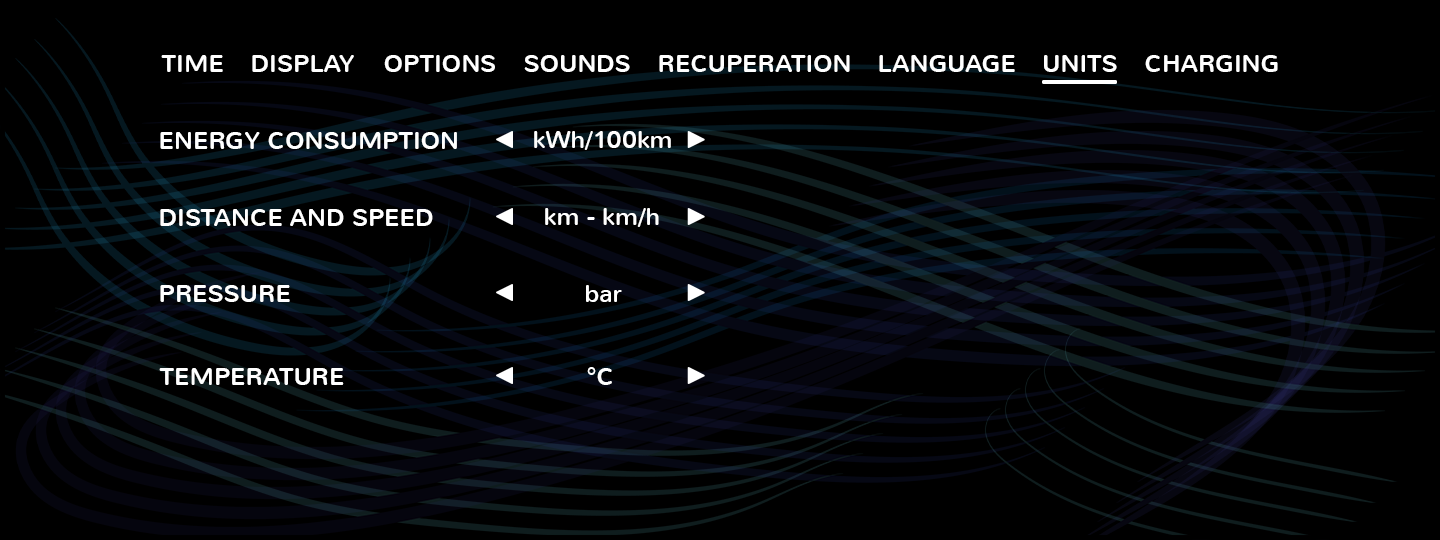 TIME DISPLAY OPTIONS SOUNDS RECUPERATION LANGUAGE UNITS CHARGING
ENERGY CONSUMPTION ◀ kWh/100km ▶
DISTANCE AND SPEED ◀ km - km/h ▶
PRESSURE ◀ bar ▶
TEMPERATURE ◀ °C ▶